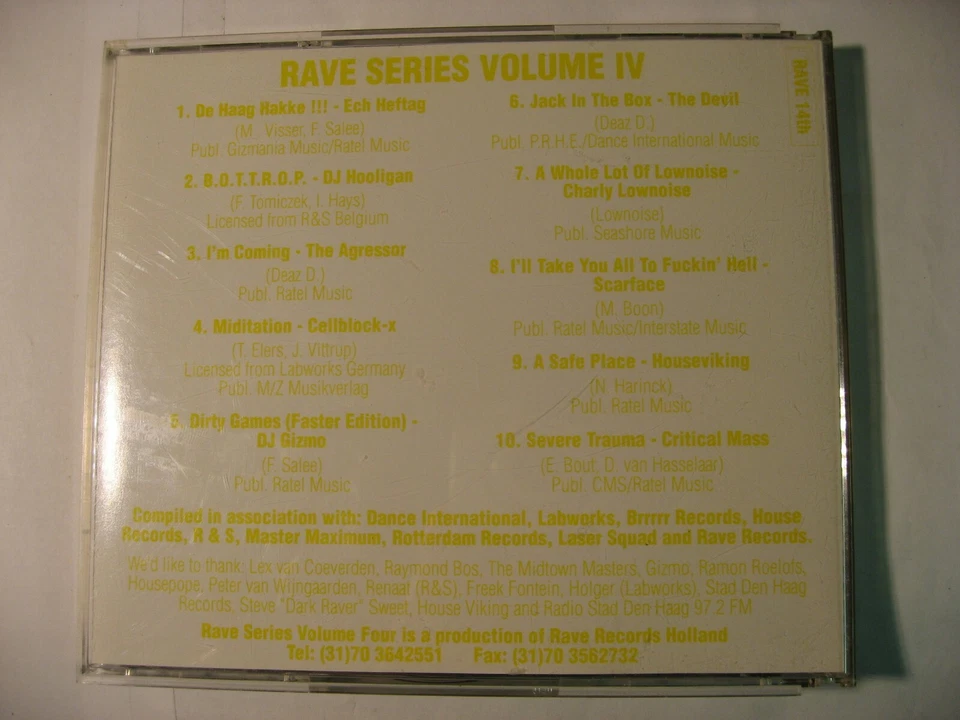 RAVE SERIES VOLUME IV
1. De Haag Hakke !!! - Ech Heftag
(M. Visser, F. Salee)
Publ. Gizmania Music/Ratel Music
2. B.O.T.T.R.O.P. - DJ Hooligan
(F. Tomiczek, I. Hays)
Licensed from R&S Belgium
3. I'm Coming - The Agressor
(Deaz D.)
Publ. Ratel Music
4. Miditation - Cellblock-x
(T. Elers, J. Vittrup)
Licensed from Labworks Germany
Publ. M/Z Musikverlag
5. Dirty Games (Faster Edition) -
DJ Gizmo
(F. Salee)
Publ. Ratel Music
6. Jack In The Box - The Devil
(Deaz D.)
Publ. P.R.H.E./Dance International Music
7. A Whole Lot Of Lownoise -
Charly Lownoise
(Lownoise)
Publ. Seashore Music
8. I'll Take You All To Fuckin' Hell -
Scarface
(M. Boon)
Publ. Ratel Music/Interstate Music
9. A Safe Place - Houseviking
(N. Harinck)
Publ. Ratel Music
10. Severe Trauma - Critical Mass
(E. Bout, D. van Hasselaar)
Publ. CMS/Ratel Music
Compiled in association with: Dance International, Labworks, Brrrrr Records, House
Records, R & S, Master Maximum, Rotterdam Records, Laser Squad and Rave Records.
We'd like to thank: Lex van Coeverden, Raymond Bos, The Midtown Masters, Gizmo, Ramon Roelofs,
Housepope, Peter van Wijngaarden, Renaat (R&S), Freek Fontein, Holger (Labworks), Stad Den Haag
Records, Steve "Dark Raver" Sweet, House Viking and Radio Stad Den Haag 97.2 FM
Rave Series Volume Four is a production of Rave Records Holland
Tel: (31)70 3642551 Fax: (31)70 3562732
RAVE 14th